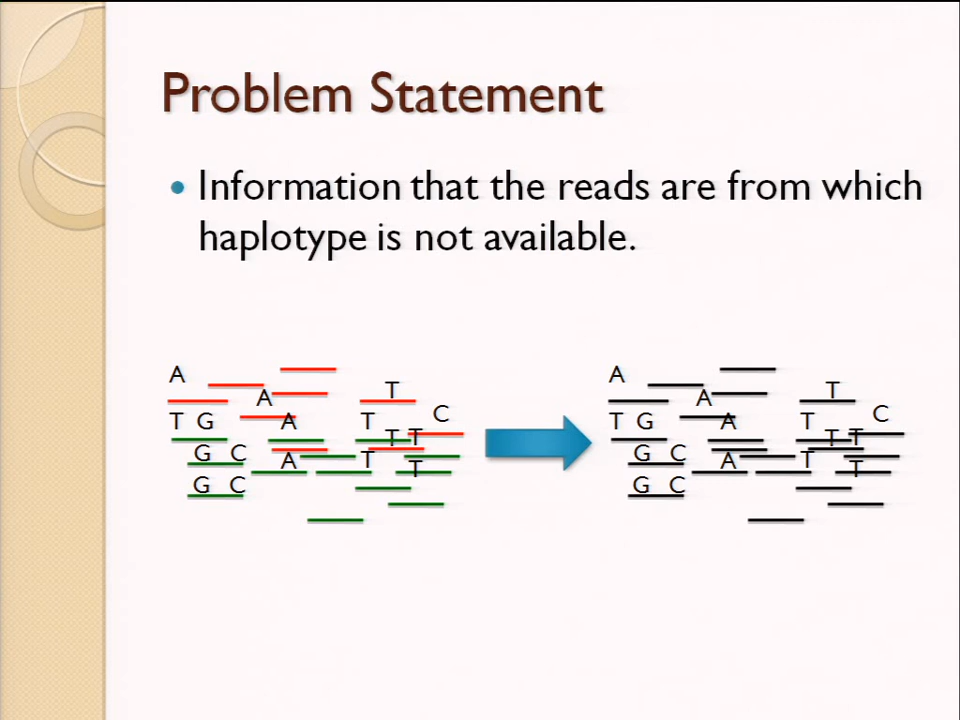 Problem Statement
Information that the reads are from which
haplotype is not available.
A
T
A
C
T G A T
T T
G C A T
T
G C
A
T
A
C
T G A T
T T
G C A T
T
G C